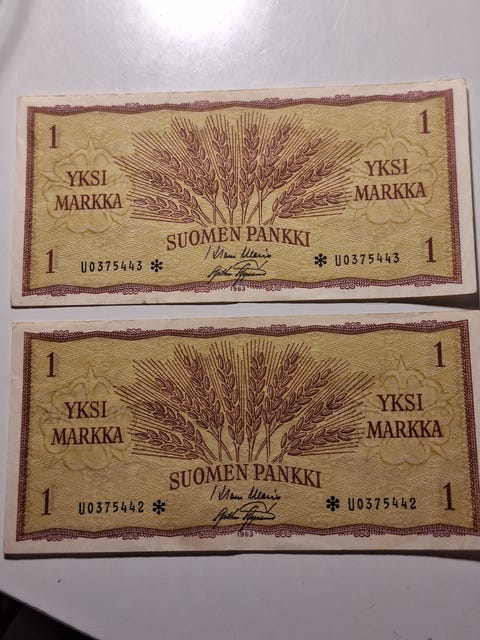 1 1
YKSI MARKKA YKSI MARKKA
SUOMEN PANKKI
1 U0375443 * * U0375443 1
1963
1 1
YKSI MARKKA YKSI MARKKA
SUOMEN PANKKI
1 U0375442 * * U0375442 1
1963